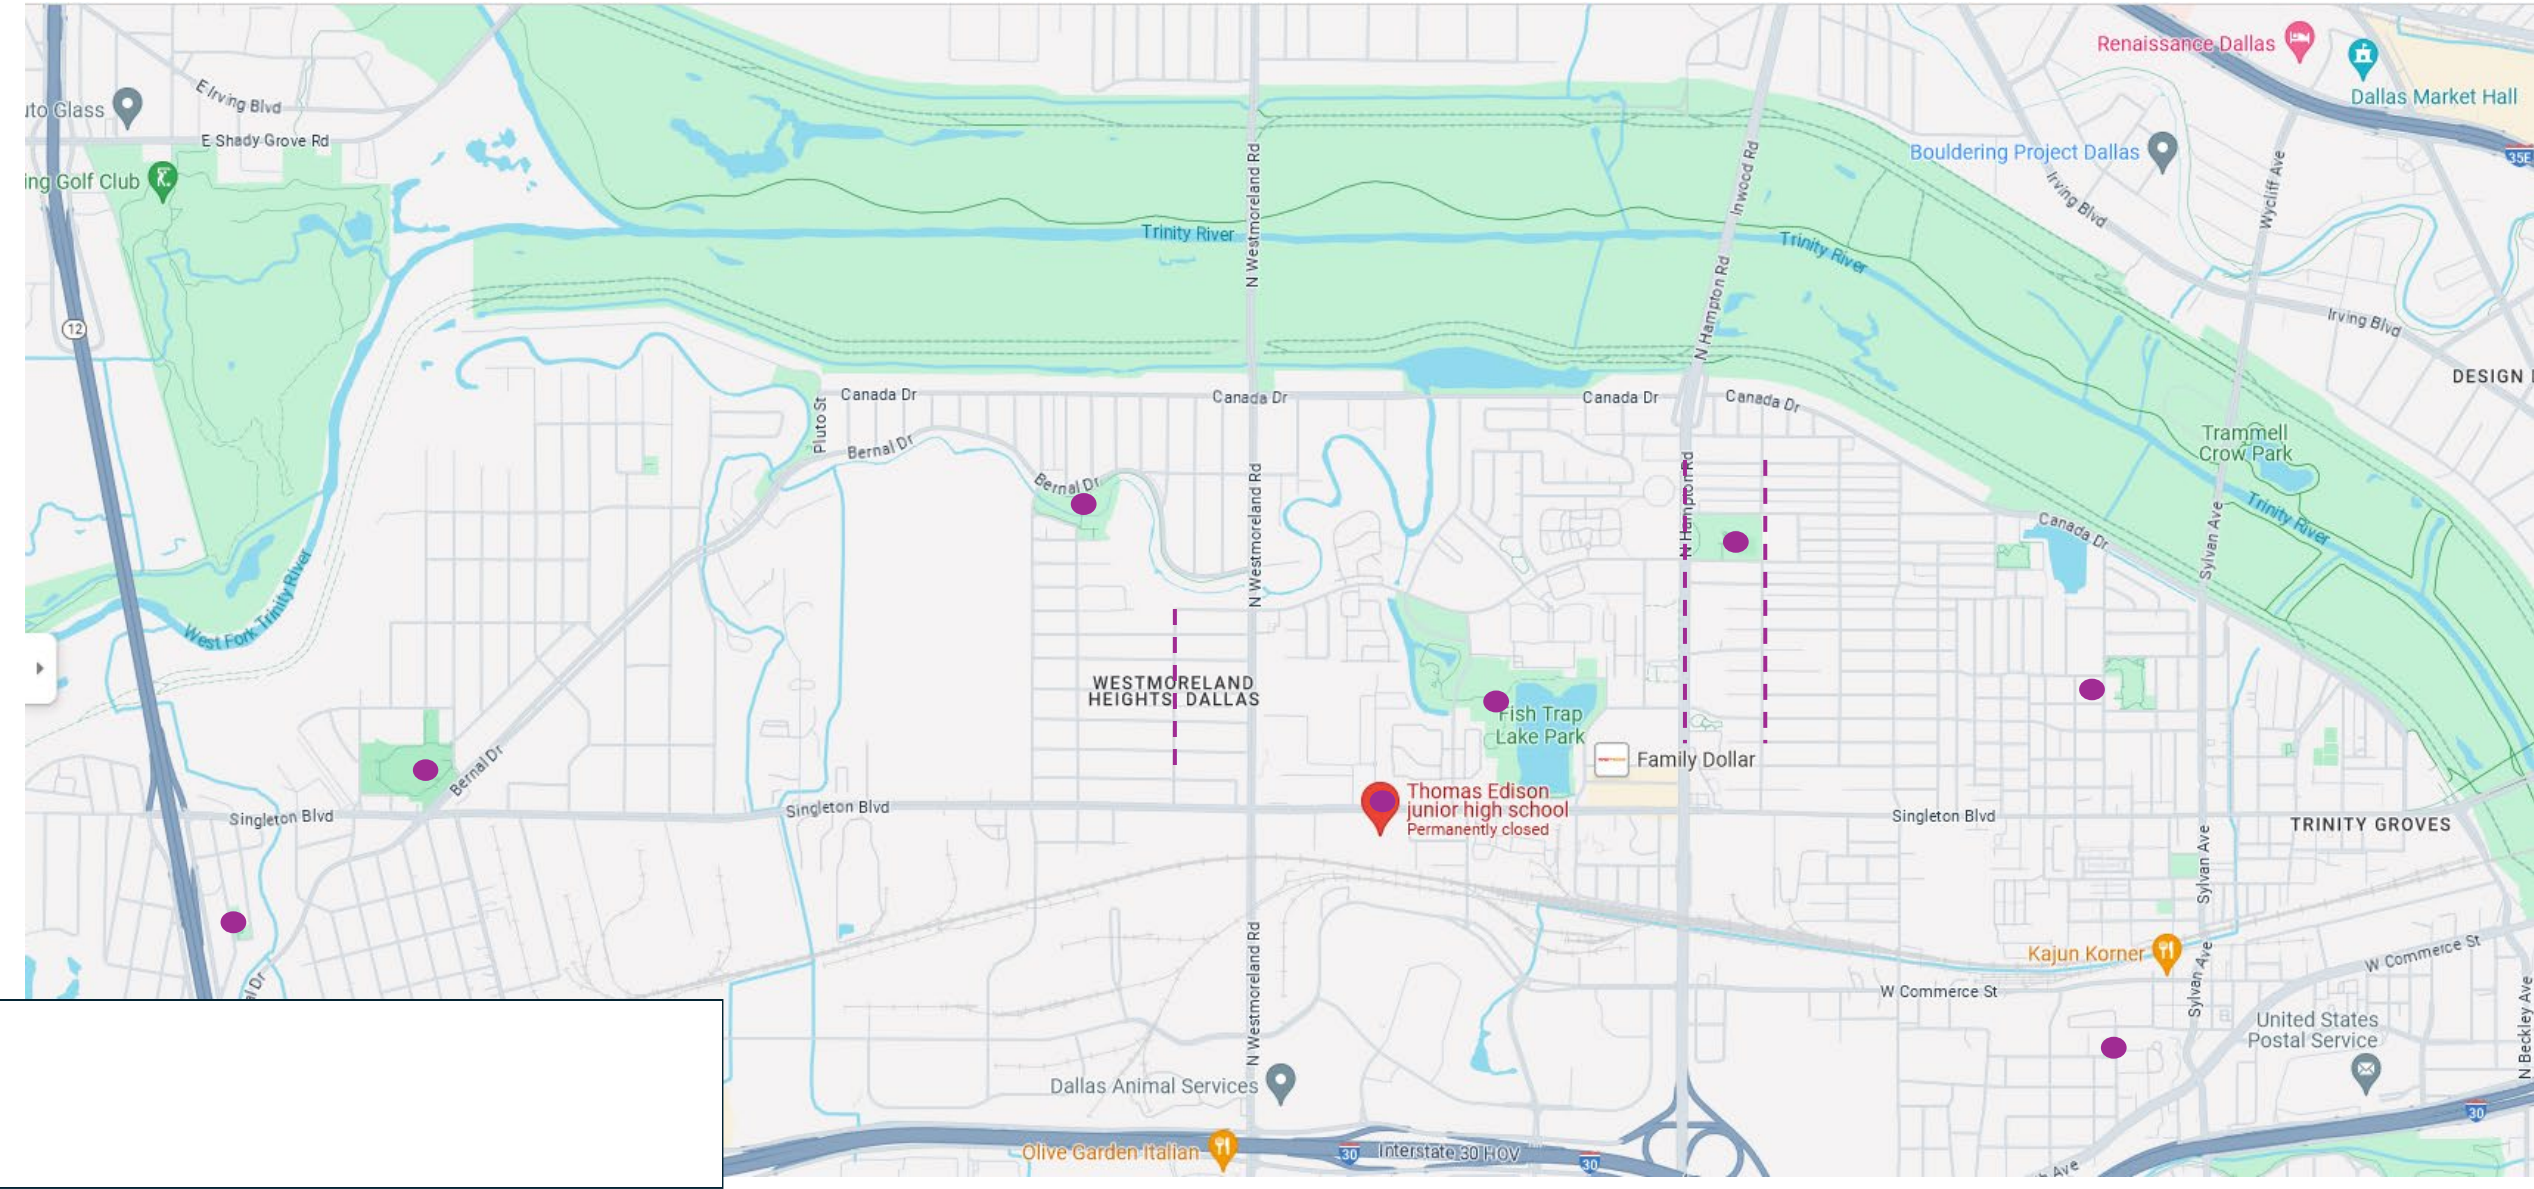 Renaissance Dallas
Dallas Market Hall
uto Glass
E Irving Blvd
E Shady Grove Rd
ing Golf Club
Bouldering Project Dallas
35E
Irving Blvd
Wycliff Ave
Inwood Rd
N Westmoreland Rd
Trinity River
Trinity River
N Hampton Rd
12
Irving Blvd
DESIGN
Canada Dr
Canada Dr
Canada Dr
Canada Dr
Pluto St
Bernal Dr
Bernal Dr
N Westmoreland Rd
N Hampton Rd
Trammell
Crow Park
Trinity River
Canada Dr
Sylvan Ave
West Fork Trinity River
WESTMORELAND
HEIGHTS, DALLAS
Fish Trap
Lake Park
Family Dollar
Bernal Dr
Thomas Edison
junior high school
Permanently closed
Singleton Blvd
Singleton Blvd
Singleton Blvd
TRINITY GROVES
Sylvan Ave
Kajun Korner
W Commerce St
W Commerce St
Sylvan Ave
al Dr
N Westmoreland Rd
United States
Postal Service
N Beckley Ave
Dallas Animal Services
30
Olive Garden Italian
30
Interstate 30 HOV
30
Ave